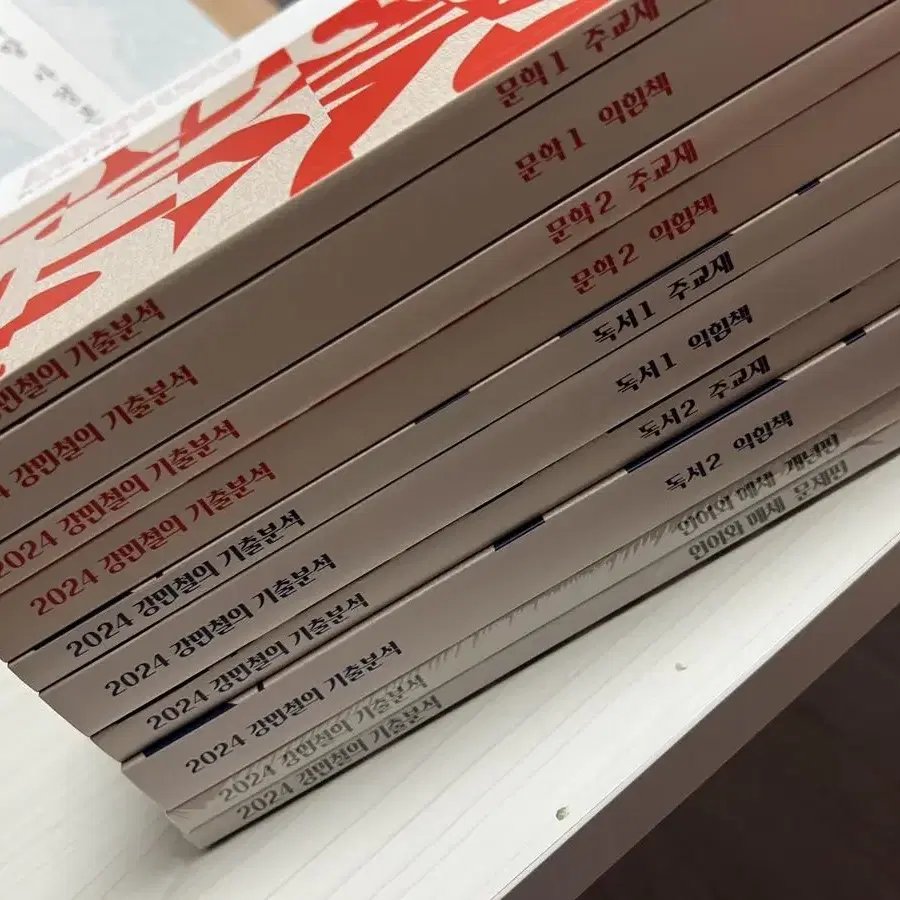 강민철의 기출분석 문학1 주교재
강민철의 기출분석 문학1 익힘책
2024 강민철의 기출분석 문학2 주교재
2024 강민철의 기출분석 문학2 익힘책
2024 강민철의 기출분석 독서1 주교재
2024 강민철의 기출분석 독서1 익힘책
2024 강민철의 기출분석 독서2 주교재
2024 강민철의 기출분석 독서2 익힘책
2024 강민철의 기출분석 언어와 매체 개념편
2024 강민철의 기출분석 언어와 매체 문제편